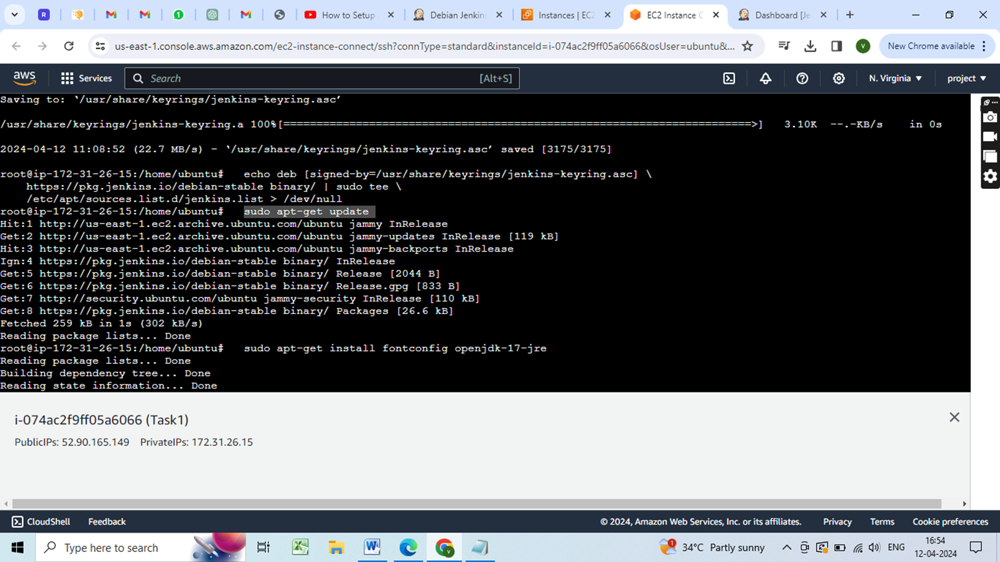 How to Setup
Debian Jenkins
Instances | EC2
EC2 Instance C
Dashboard [Je
us-east-1.console.aws.amazon.com/ec2-instance-connect/ssh?connType=standard&instanceId=i-074ac2f9ff05a6066&osUser=ubuntu&...
V
New Chrome available
aws
Services
Search
[Alt+S]
N. Virginia
project
Saving to: ‘/usr/share/keyrings/jenkins-keyring.asc’
/usr/share/keyrings/jenkins-keyring.a 100%[=======================================================================>] 3.10K --.-KB/s in 0s
2024-04-12 11:08:52 (22.7 MB/s) - ‘/usr/share/keyrings/jenkins-keyring.asc’ saved [3175/3175]
root@ip-172-31-26-15:/home/ubuntu# echo deb [signed-by=/usr/share/keyrings/jenkins-keyring.asc] \
https://pkg.jenkins.io/debian-stable binary/ | sudo tee \
/etc/apt/sources.list.d/jenkins.list > /dev/null
root@ip-172-31-26-15:/home/ubuntu# sudo apt-get update
Hit:1 http://us-east-1.ec2.archive.ubuntu.com/ubuntu jammy InRelease
Get:2 http://us-east-1.ec2.archive.ubuntu.com/ubuntu jammy-updates InRelease [119 kB]
Hit:3 http://us-east-1.ec2.archive.ubuntu.com/ubuntu jammy-backports InRelease
Ign:4 https://pkg.jenkins.io/debian-stable binary/ InRelease
Get:5 https://pkg.jenkins.io/debian-stable binary/ Release [2044 B]
Get:6 https://pkg.jenkins.io/debian-stable binary/ Release.gpg [833 B]
Get:7 http://security.ubuntu.com/ubuntu jammy-security InRelease [110 kB]
Get:8 https://pkg.jenkins.io/debian-stable binary/ Packages [26.6 kB]
Fetched 259 kB in 1s (302 kB/s)
Reading package lists... Done
root@ip-172-31-26-15:/home/ubuntu# sudo apt-get install fontconfig openjdk-17-jre
Reading package lists... Done
Building dependency tree... Done
Reading state information... Done
i-074ac2f9ff05a6066 (Task1)
PublicIPs: 52.90.165.149 PrivateIPs: 172.31.26.15
CloudShell
Feedback
© 2024, Amazon Web Services, Inc. or its affiliates.
Privacy
Terms
Cookie preferences
Type here to search
34°C Partly sunny
ENG
16:54
12-04-2024